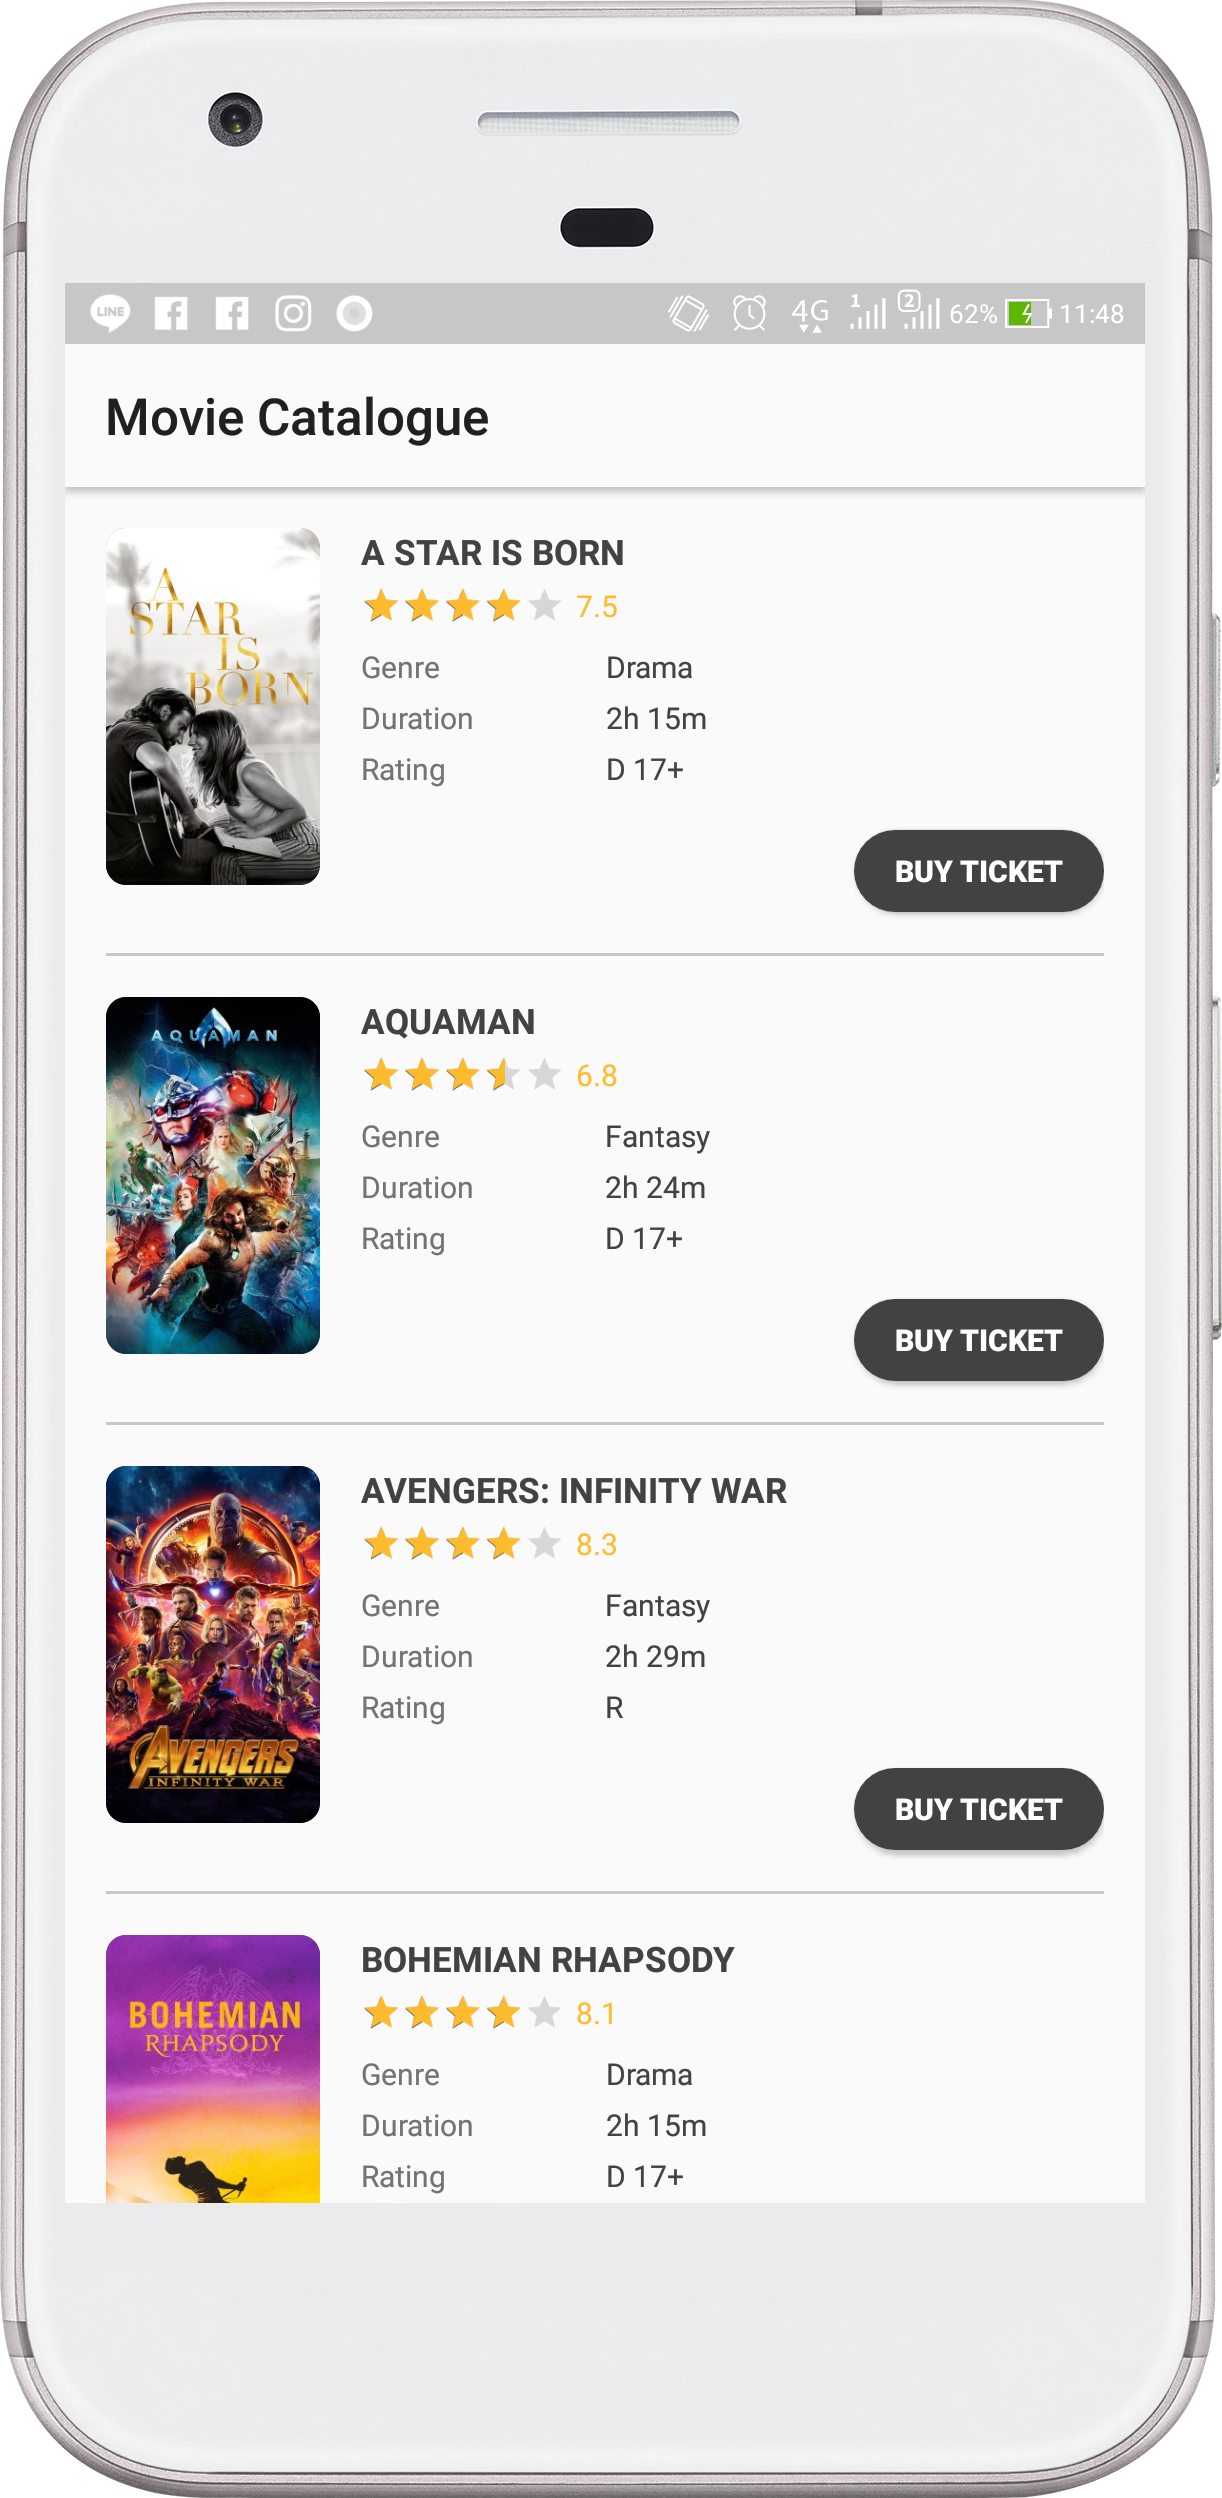 LINE
4G
1
2
62%
11:48
Movie Catalogue
A
STAR
IS
BORN
A STAR IS BORN
7.5
Genre Drama
Duration 2h 15m
Rating D 17+
BUY TICKET
AQUAMAN
AQUAMAN
6.8
Genre Fantasy
Duration 2h 24m
Rating D 17+
BUY TICKET
AVENGERS
INFINITY WAR
AVENGERS: INFINITY WAR
8.3
Genre Fantasy
Duration 2h 29m
Rating R
BUY TICKET
BOHEMIAN
RHAPSODY
BOHEMIAN RHAPSODY
8.1
Genre Drama
Duration 2h 15m
Rating D 17+